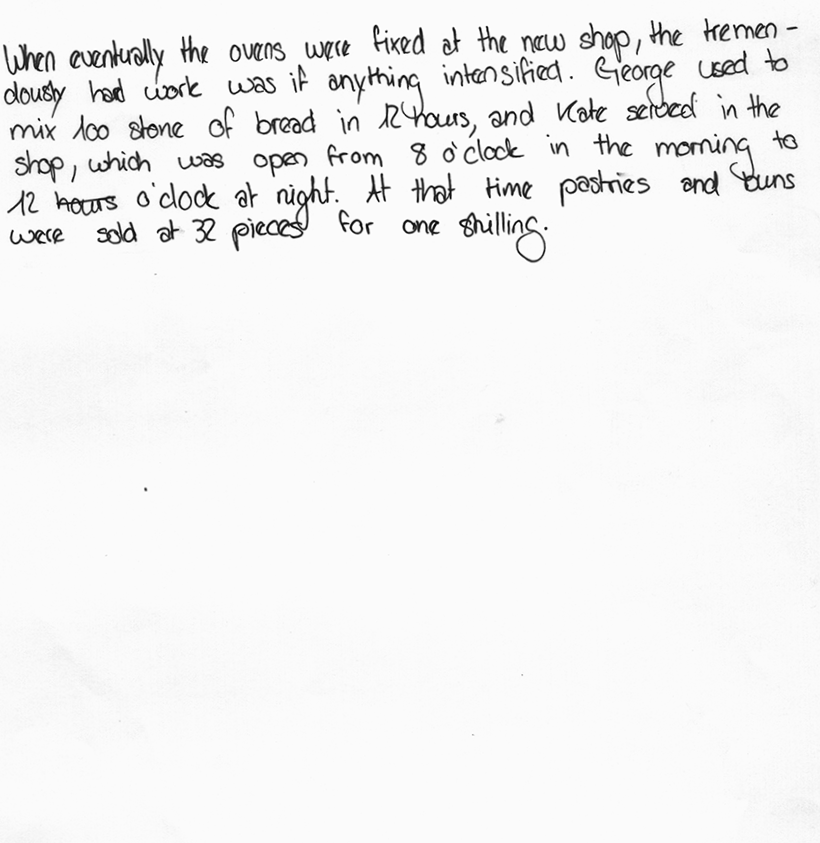 When eventually the ovens were fixed at the new shop, the tremen-
dously had work was if anything intensified. George used to
mix 100 stone of bread in 12 hours, and Kate served in the
shop, which was open from 8 o'clock in the morning to
12 hours o'clock at night. At that time pastries and buns
were sold at 32 pieces for one shilling.